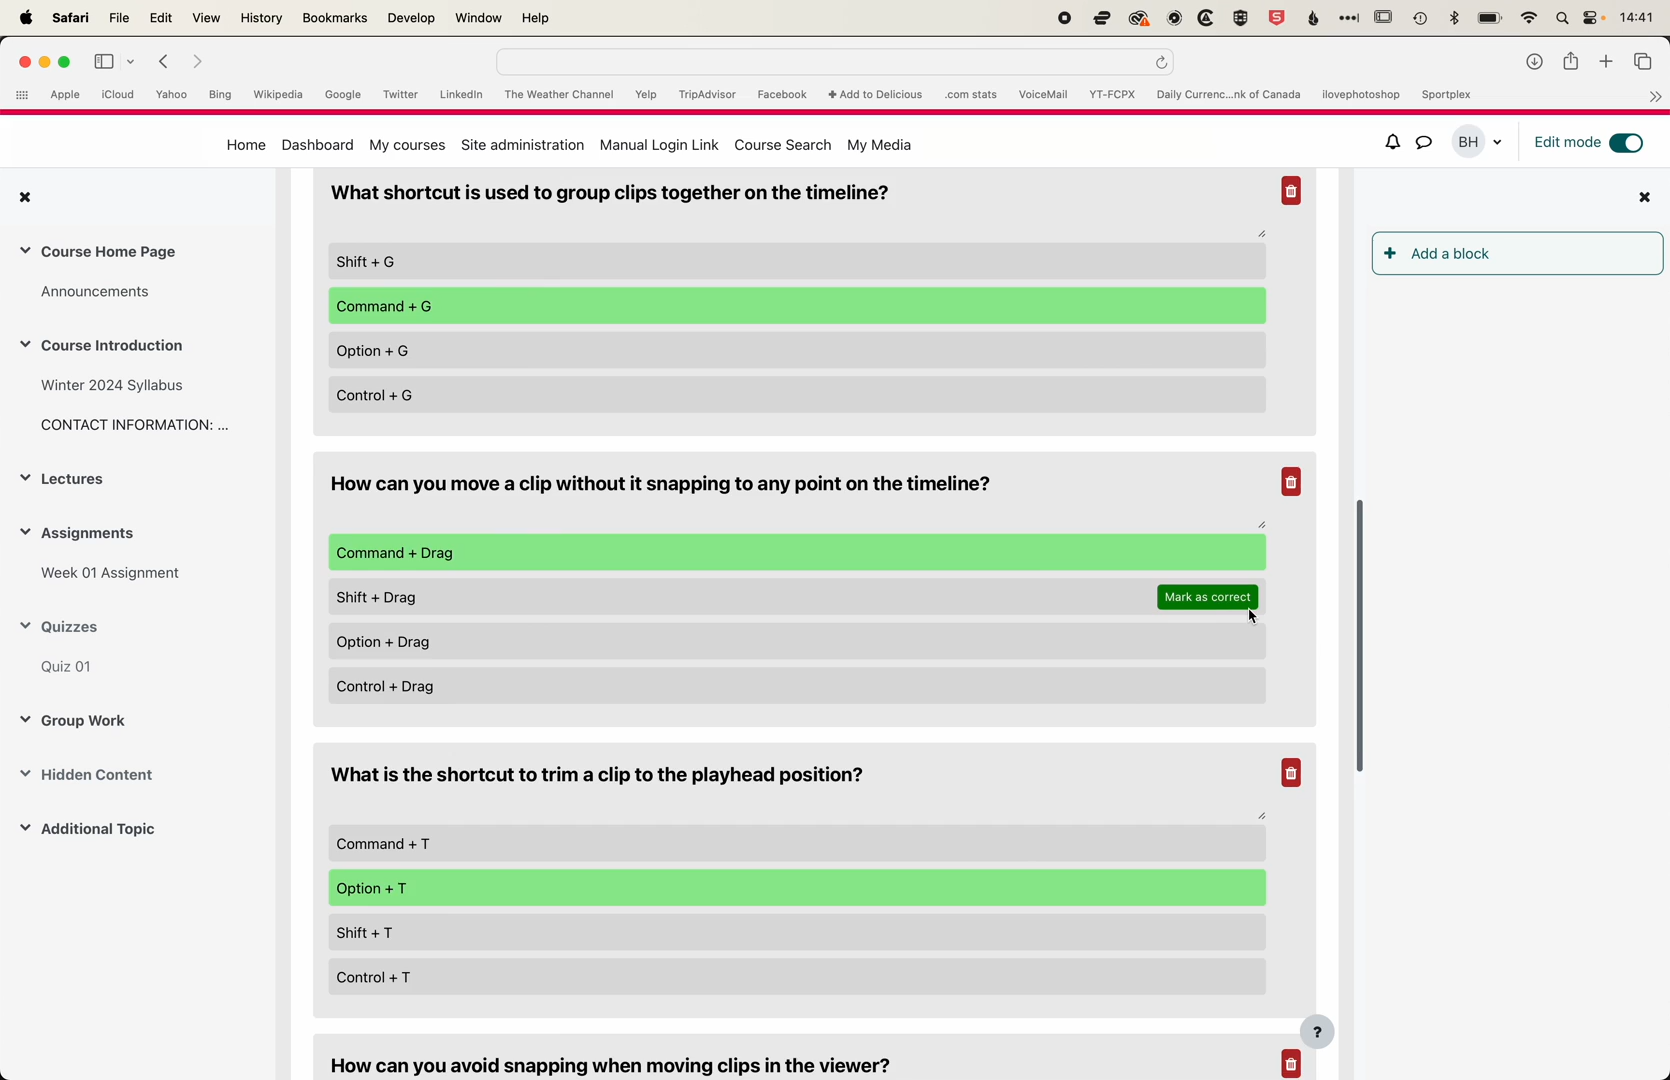 Safari File Edit View History Bookmarks Develop Window Help 14:41
Apple iCloud Yahoo Bing Wikipedia Google Twitter LinkedIn The Weather Channel Yelp TripAdvisor Facebook + Add to Delicious .com stats VoiceMail YT-FCPX Daily Currenc...nk of Canada ilovephotoshop Sportplex
Home Dashboard My courses Site administration Manual Login Link Course Search My Media BH Edit mode
Course Home Page
Announcements
Course Introduction
Winter 2024 Syllabus
CONTACT INFORMATION: ...
Lectures
Assignments
Week 01 Assignment
Quizzes
Quiz 01
Group Work
Hidden Content
Additional Topic
What shortcut is used to group clips together on the timeline?
Shift + G
Command + G
Option + G
Control + G
How can you move a clip without it snapping to any point on the timeline?
Command + Drag
Shift + Drag Mark as correct
Option + Drag
Control + Drag
What is the shortcut to trim a clip to the playhead position?
Command + T
Option + T
Shift + T
Control + T
How can you avoid snapping when moving clips in the viewer?
?
+ Add a block